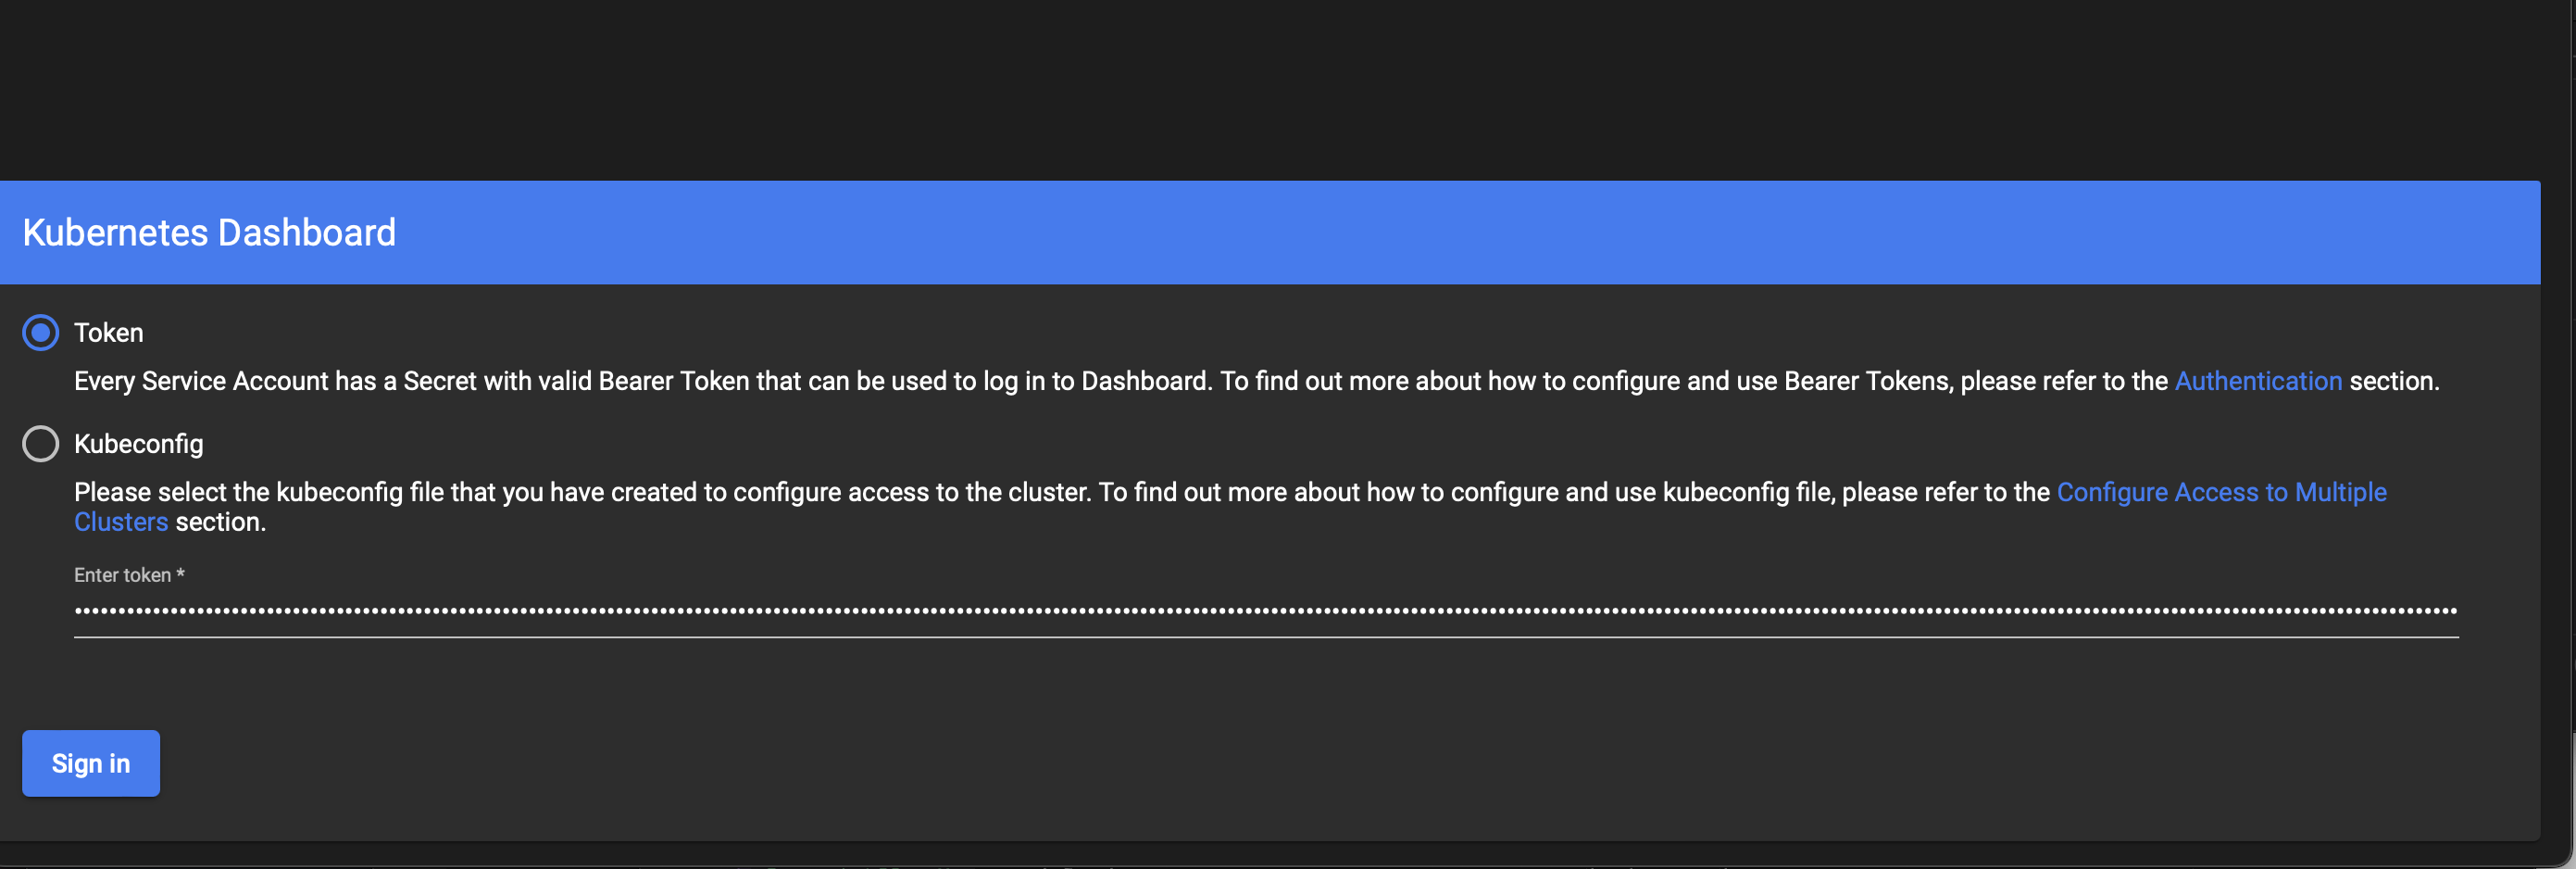 Kubernetes Dashboard
Token
Every Service Account has a Secret with valid Bearer Token that can be used to log in to Dashboard. To find out more about how to configure and use Bearer Tokens, please refer to the Authentication section.
Kubeconfig
Please select the kubeconfig file that you have created to configure access to the cluster. To find out more about how to configure and use kubeconfig file, please refer to the Configure Access to Multiple
Clusters section.
Enter token *
Sign in